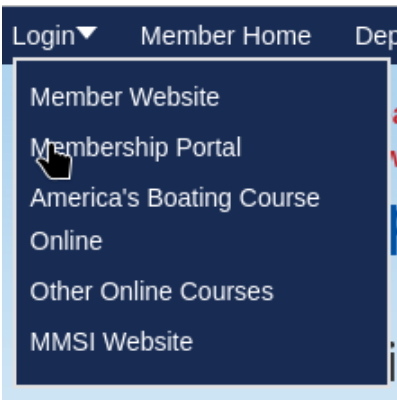 Login Member Home
Member Website
Membership Portal
America's Boating Course
Online
Other Online Courses
MMSI Website